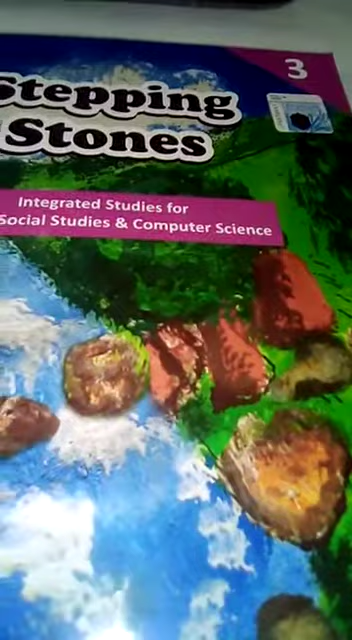 3
Stepping
Stones
Integrated Studies for
Social Studies & Computer Science